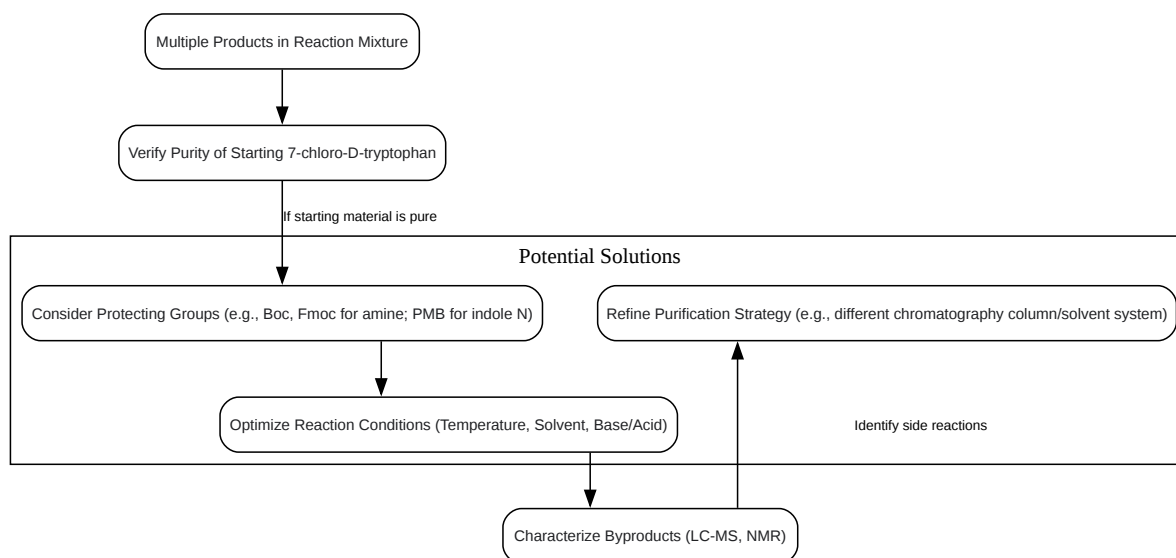 Multiple Products in Reaction Mixture
Verify Purity of Starting 7-chloro-D-tryptophan
If starting material is pure
Potential Solutions
Consider Protecting Groups (e.g., Boc, Fmoc for amine; PMB for indole N)
Refine Purification Strategy (e.g., different chromatography column/solvent system)
Optimize Reaction Conditions (Temperature, Solvent, Base/Acid)
Identify side reactions
Characterize Byproducts (LC-MS, NMR)